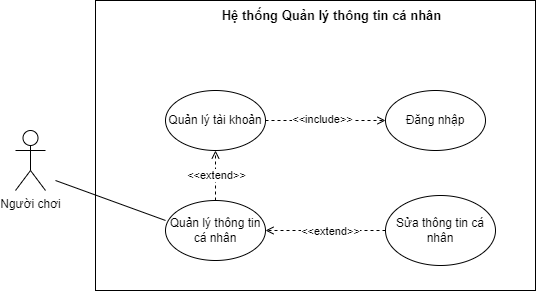 Hệ thống Quản lý thông tin cá nhân
Quản lý tài khoản
<<include>>
Đăng nhập
<<extend>>
Người chơi
Quản lý thông tin
cá nhân
<<extend>>
Sửa thông tin cá
nhân